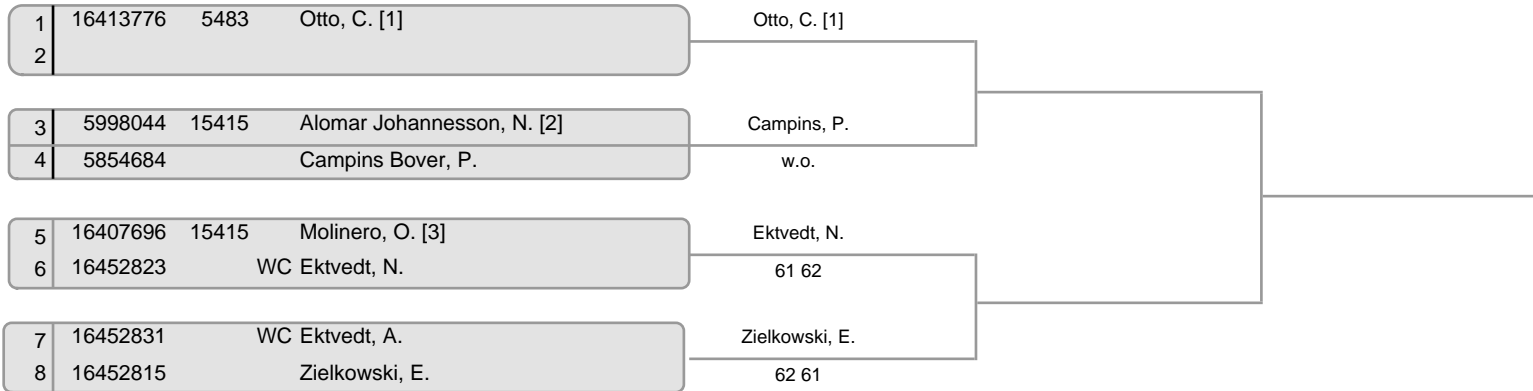 1 16413776 5483 Otto, C. [1] Otto, C. [1]
2
3 5998044 15415 Alomar Johannesson, N. [2] Campins, P.
4 5854684 Campins Bover, P. w.o.
5 16407696 15415 Molinero, O. [3] Ektvedt, N.
6 16452823 WC Ektvedt, N. 61 62
7 16452831 WC Ektvedt, A. Zielkowski, E.
8 16452815 Zielkowski, E. 62 61